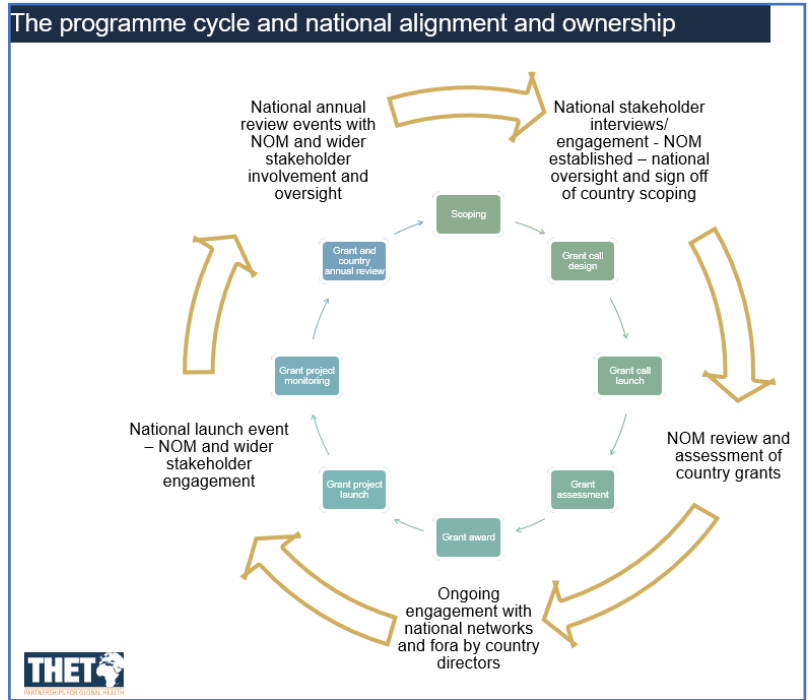 The programme cycle and national alignment and ownership
National annual
review events with
NOM and wider
stakeholder
involvement and
oversight
National stakeholder
interviews/
engagement - NOM
established – national
oversight and sign off
of country scoping
Scoping
Grant and
country
annual review
Grant call
design
Grant project
monitoring
Grant call
launch
National launch event
– NOM and wider
stakeholder
engagement
NOM review and
assessment of
country grants
Grant project
launch
Grant
assessment
Grant award
Ongoing
engagement with
national networks
and fora by country
directors
THET
PARTNERSHIPS FOR GLOBAL HEALTH